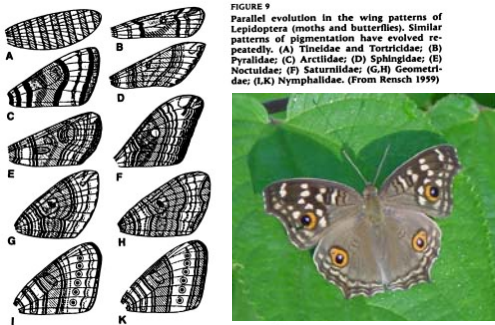 FIGURE 9
Parallel evolution in the wing patterns of
Lepidoptera (moths and butterflies). Similar
patterns of pigmentation have evolved re-
peatedly. (A) Tineidae and Tortricidae; (B)
Pyralidae; (C) Arctiidae; (D) Sphingidae; (E)
Noctuidae; (F) Saturniidae; (G,H) Geometri-
dae; (I,K) Nymphalidae. (From Rensch 1959)
A
B
C
D
E
F
G
H
I
K